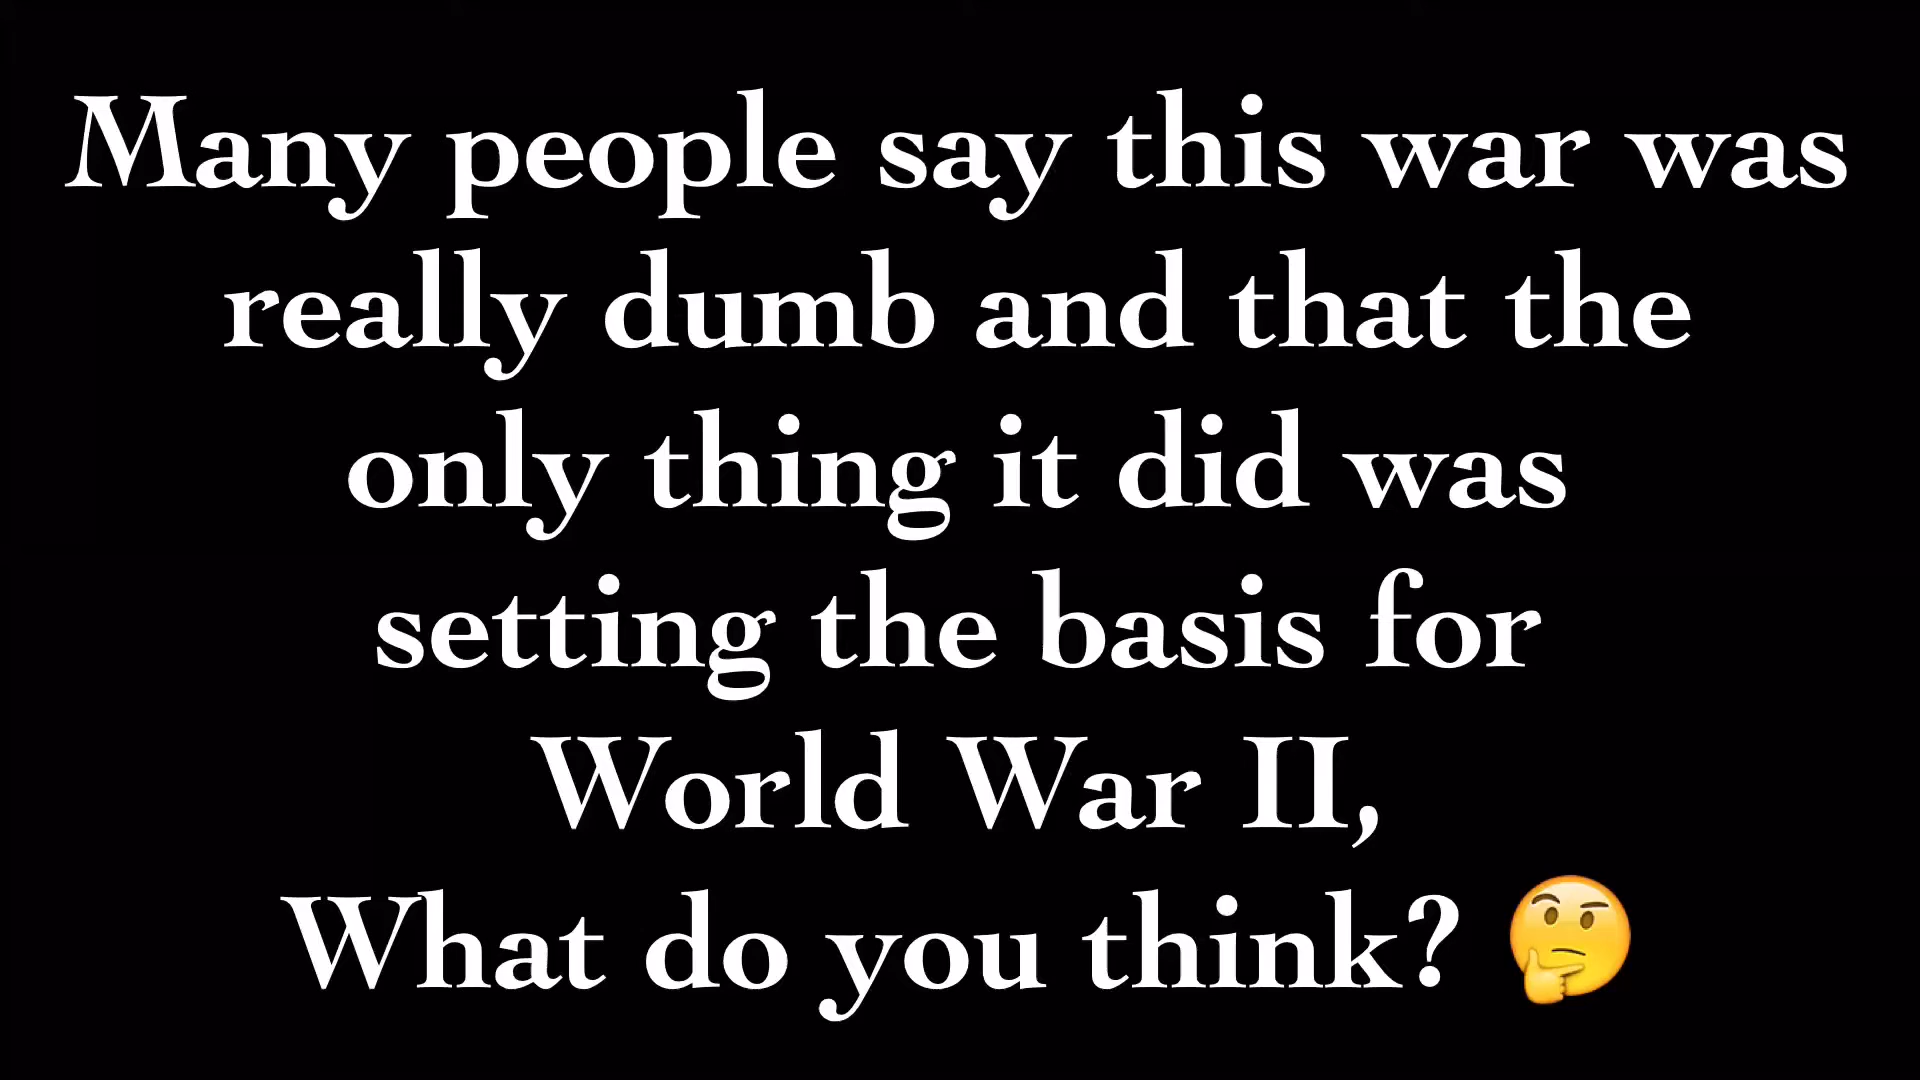 Many people say this war was
really dumb and that the
only thing it did was
setting the basis for
World War II,
What do you think? 🤔